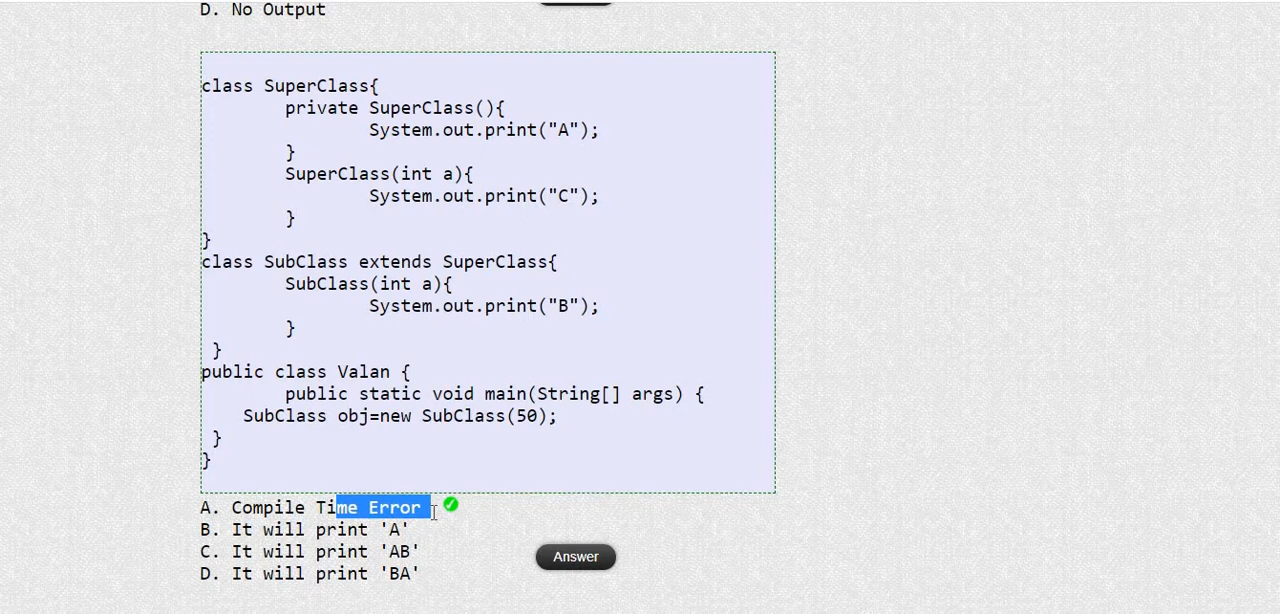 D. No Output
class SuperClass{
private SuperClass(){
System.out.print("A");
}
SuperClass(int a){
System.out.print("C");
}
}
class SubClass extends SuperClass{
SubClass(int a){
System.out.print("B");
}
}
public class Valan {
public static void main(String[] args) {
SubClass obj=new SubClass(50);
}
}
A. Compile Time Error
B. It will print 'A'
C. It will print 'AB'
Answer
D. It will print 'BA'